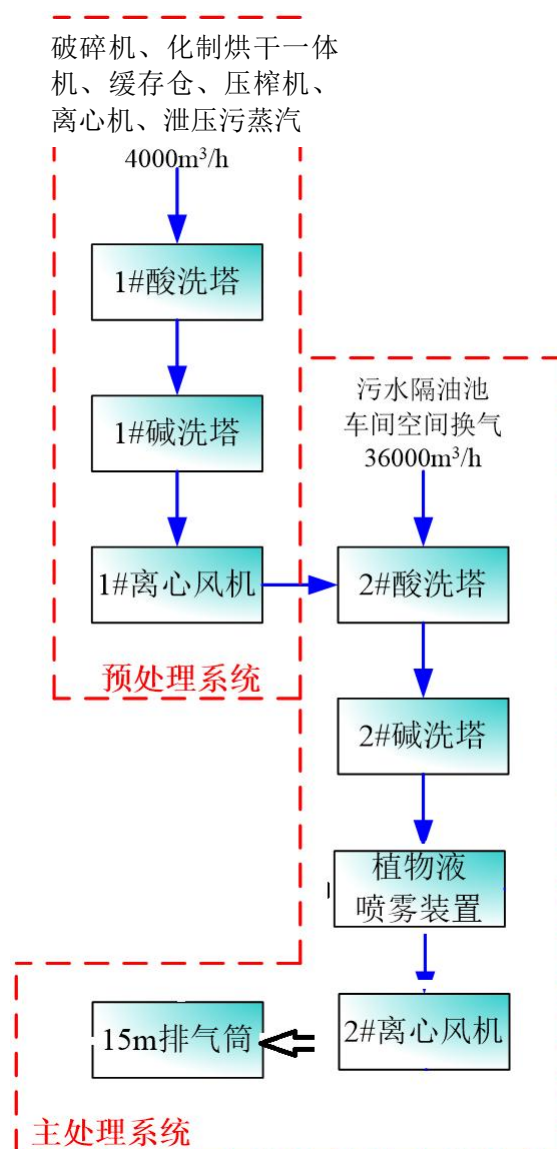 破碎机、化制烘干一体
机、缓存仓、压榨机、
离心机、泄压污蒸汽
4000m³/h
1#酸洗塔
1#碱洗塔
1#离心风机
预处理系统
污水隔油池
车间空间换气
36000m³/h
2#酸洗塔
2#碱洗塔
植物液
喷雾装置
2#离心风机
15m排气筒
主处理系统